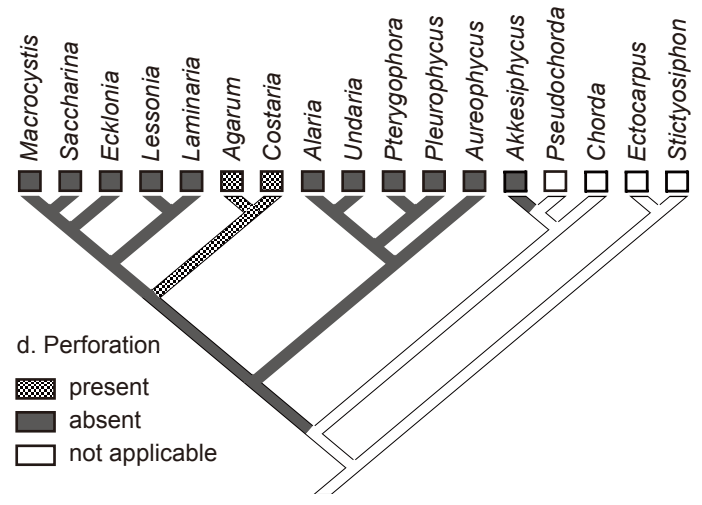 Macrocystis
Saccharina
Ecklonia
Lessonia
Laminaria
Agarum
Costaria
Alaria
Undaria
Pterygophora
Pleurophycus
Aureophycus
Akkesiphycus
Pseudochorda
Chorda
Ectocarpus
Stictyosiphon
d. Perforation
present
absent
not applicable